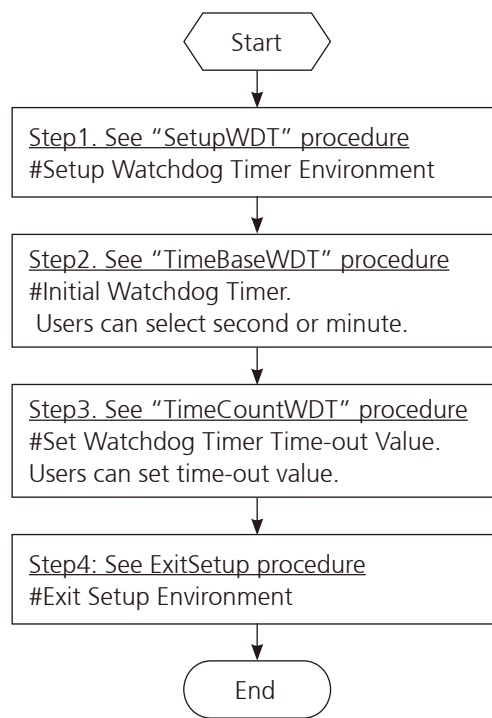 Start
Step1. See “SetupWDT” procedure
#Setup Watchdog Timer Environment
Step2. See “TimeBaseWDT” procedure
#Initial Watchdog Timer.
Users can select second or minute.
Step3. See “TimeCountWDT” procedure
#Set Watchdog Timer Time-out Value.
Users can set time-out value.
Step4: See ExitSetup procedure
#Exit Setup Environment
End